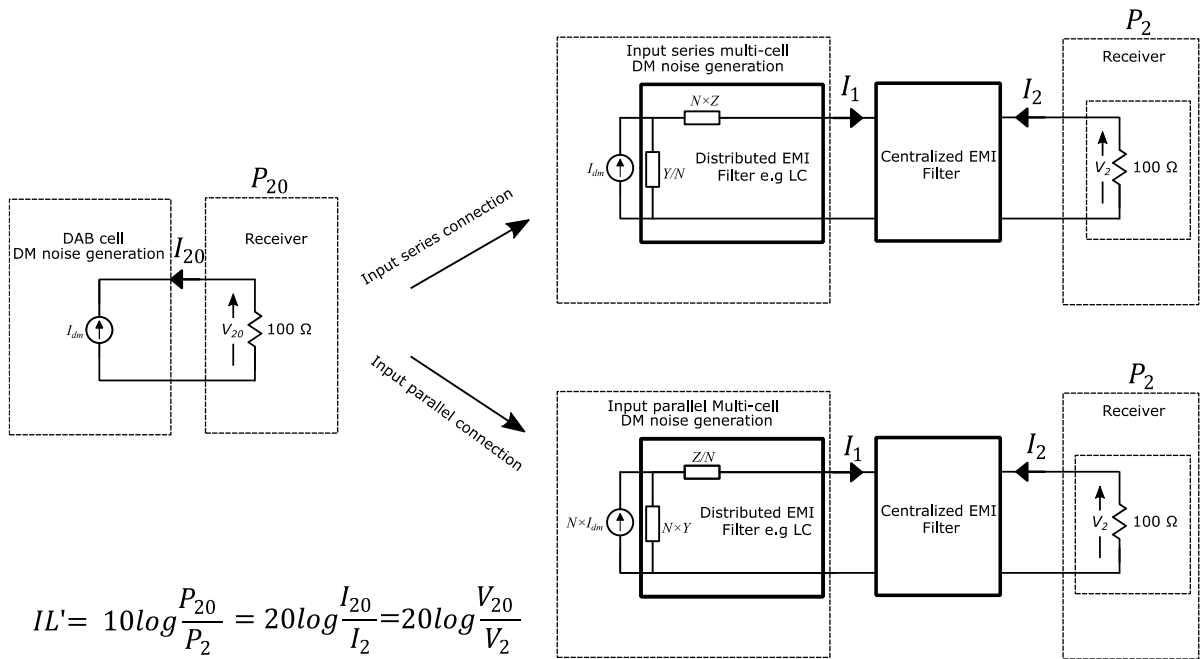 P20
DAB cell
DM noise generation
I20
Receiver
Idm
V20
100 Ω
Input series connection
Input parallel connection
Input series multi-cell
DM noise generation
N×Z
Idm
Y/N
Distributed EMI
Filter e.g LC
I1
Centralized EMI
Filter
I2
P2
Receiver
V2
100 Ω
Input parallel Multi-cell
DM noise generation
Z/N
N×Idm
N×Y
Distributed EMI
Filter e.g LC
I1
Centralized EMI
Filter
I2
P2
Receiver
V2
100 Ω
IL'= 10log P20/P2 = 20log I20/I2 =20log V20/V2